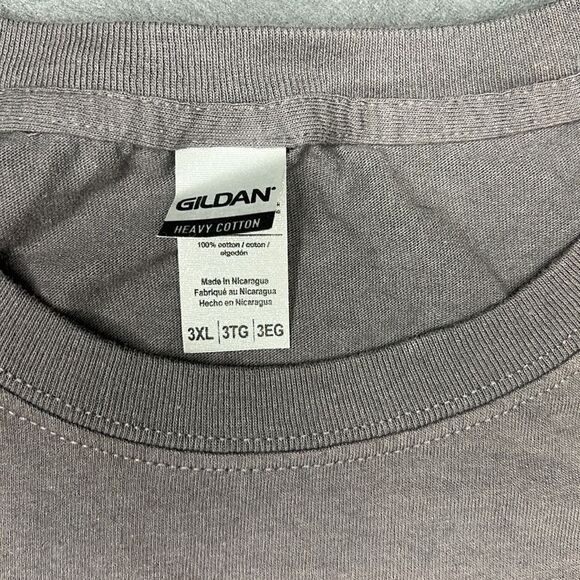 GILDAN
HEAVY COTTON
100% cotton / coton /
algodón
Made in Nicaragua
Fabriqué au Nicaragua
Hecho en Nicaragua
3XL | 3TG | 3EG